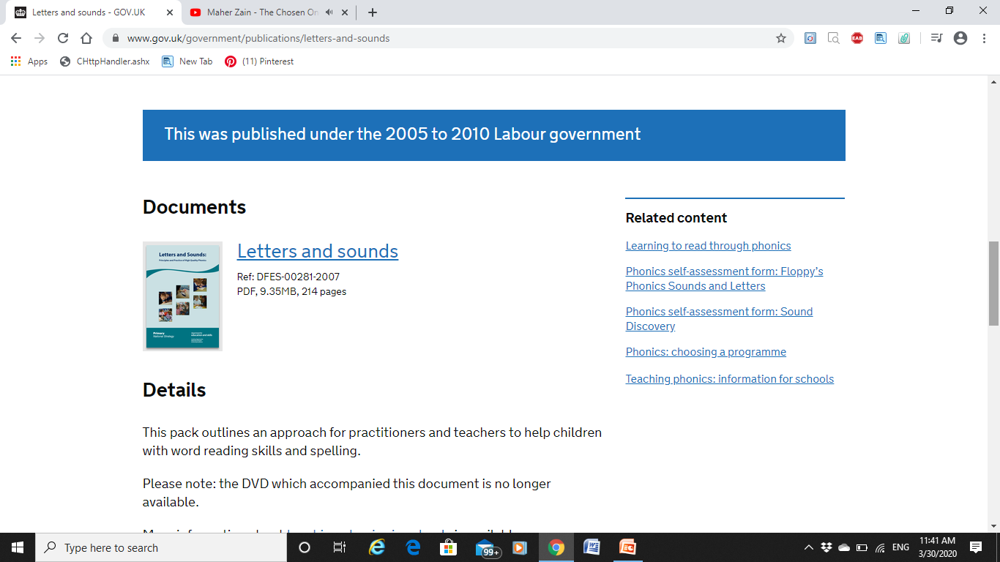 Letters and sounds - GOV.UK
Maher Zain - The Chosen On
www.gov.uk/government/publications/letters-and-sounds
EAB
Apps
CHttpHandler.ashx
New Tab
(11) Pinterest
This was published under the 2005 to 2010 Labour government
Documents
Letters and Sounds:
Principles and Practice of High Quality Phonics
Primary
National Strategy
education and skills
Letters and sounds
Ref: DFES-00281-2007
PDF, 9.35MB, 214 pages
Details
This pack outlines an approach for practitioners and teachers to help children
with word reading skills and spelling.
Please note: the DVD which accompanied this document is no longer
available.
Related content
Learning to read through phonics
Phonics self-assessment form: Floppy's
Phonics Sounds and Letters
Phonics self-assessment form: Sound
Discovery
Phonics: choosing a programme
Teaching phonics: information for schools
Type here to search
99+
ENG
11:41 AM
3/30/2020